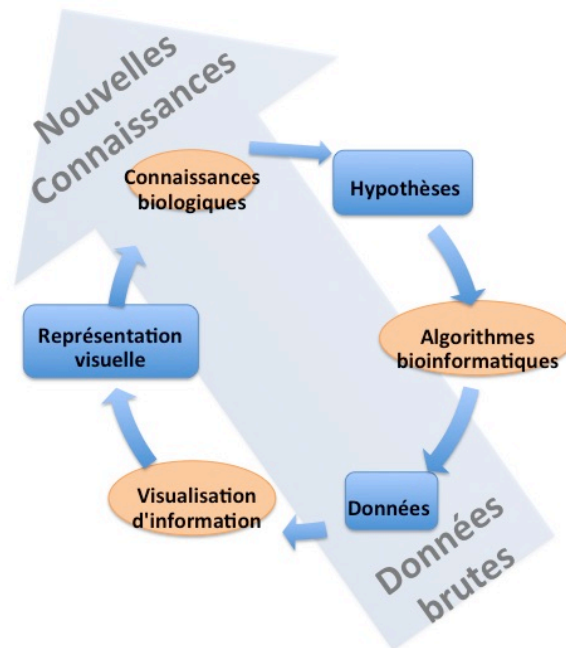 Nouvelles
Connaissances
Connaissances
biologiques
Hypothèses
Algorithmes
bioinformatiques
Données
Visualisation
d'information
Représentation
visuelle
Données
brutes